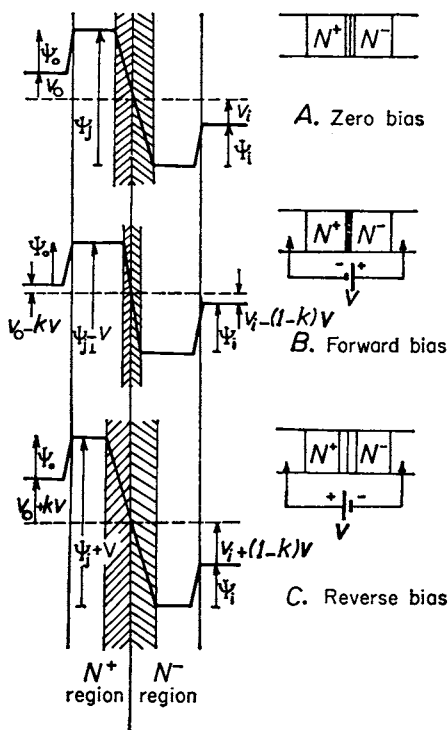 Ψₒ
Vₒ
Ψⱼ
Vᵢ
Ψᵢ
N⁺ N⁻
A. Zero bias
Ψₒ
Vₒ-kV
Ψⱼ-V
Ψᵢ
Vᵢ-(1-k)V
N⁺ N⁻
- +
V
B. Forward bias
Ψₒ
Vₒ+kV
Ψⱼ+V
Vᵢ+(1-k)V
Ψᵢ
N⁺ N⁻
+ -
V
C. Reverse bias
N⁺ N⁻
region region